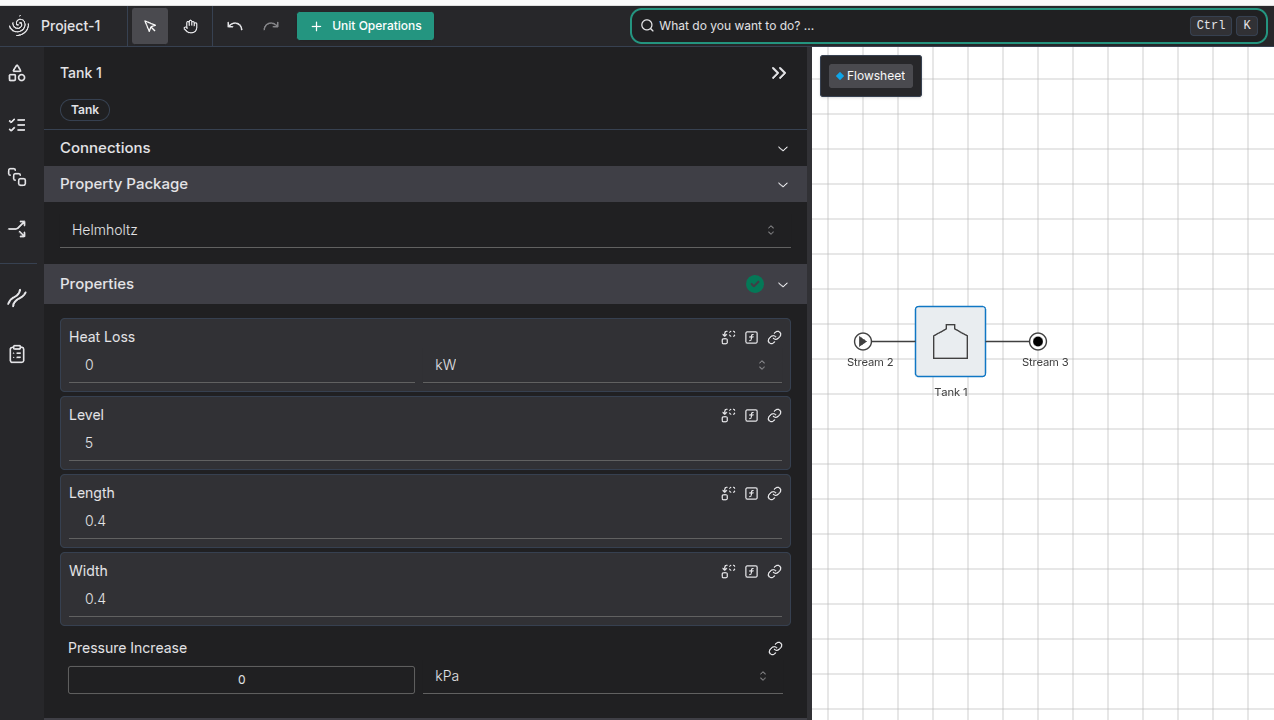 Project-1
Unit Operations
What do you want to do? ...
Ctrl K
Tank 1
Tank
Connections
Property Package
Helmholtz
Properties
Heat Loss
0 kW
Level
5
Length
0.4
Width
0.4
Pressure Increase
0 kPa
Flowsheet
Stream 2
Stream 3
Tank 1